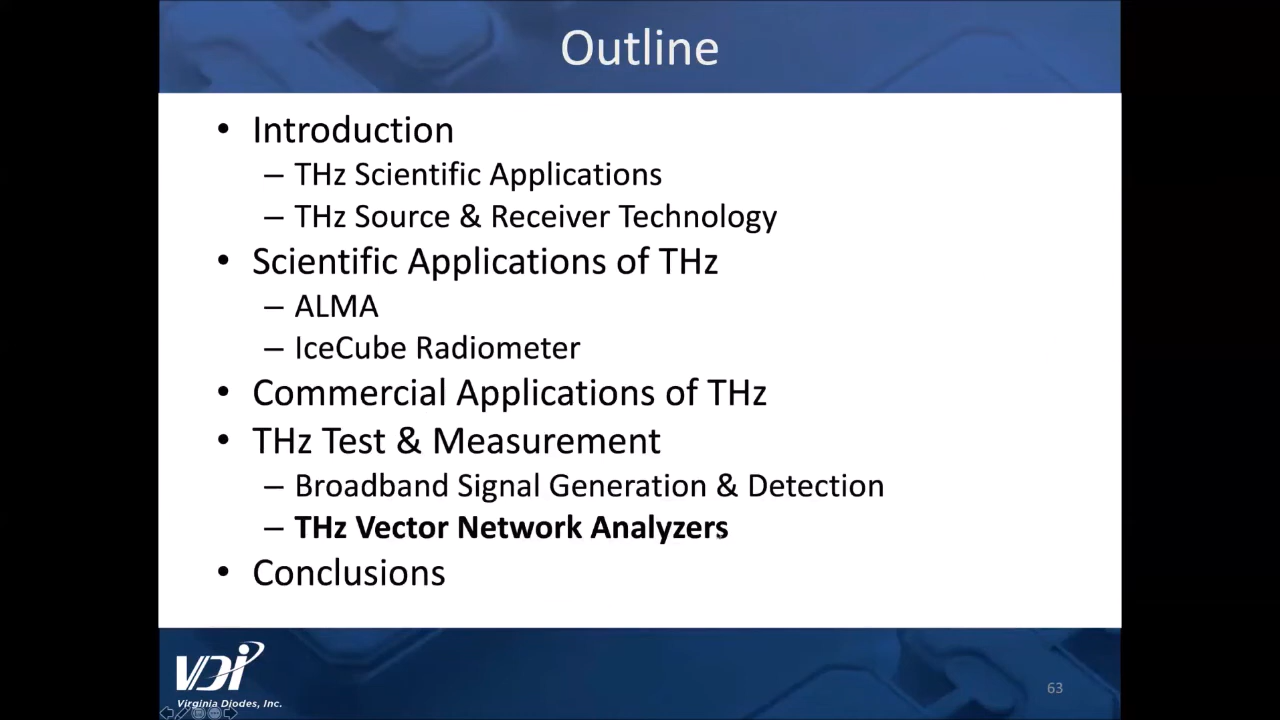 Outline
• Introduction
– THz Scientific Applications
– THz Source & Receiver Technology
• Scientific Applications of THz
– ALMA
– IceCube Radiometer
• Commercial Applications of THz
• THz Test & Measurement
– Broadband Signal Generation & Detection
– THz Vector Network Analyzers
• Conclusions
VDI
Virginia Diodes, Inc.
63